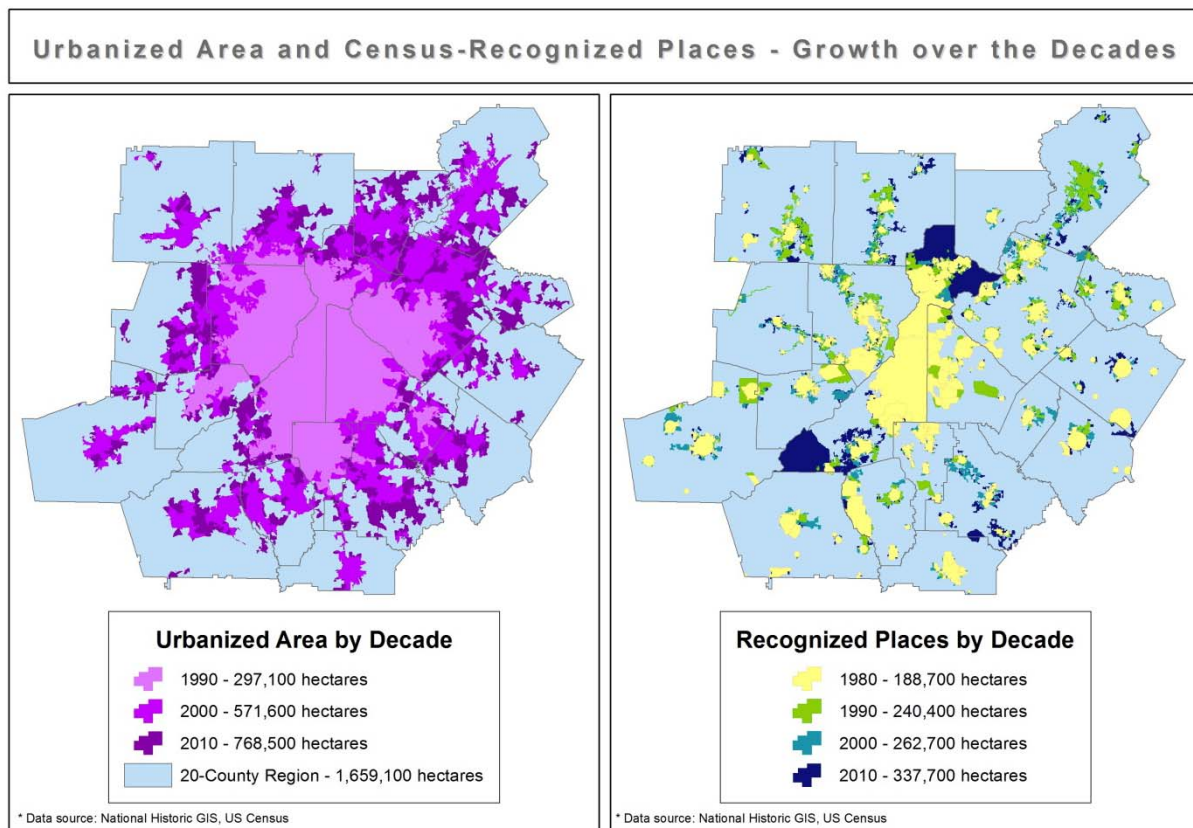 Urbanized Area and Census-Recognized Places - Growth over the Decades
Urbanized Area by Decade
1990 - 297,100 hectares
2000 - 571,600 hectares
2010 - 768,500 hectares
20-County Region - 1,659,100 hectares
* Data source: National Historic GIS, US Census
Recognized Places by Decade
1980 - 188,700 hectares
1990 - 240,400 hectares
2000 - 262,700 hectares
2010 - 337,700 hectares
* Data source: National Historic GIS, US Census